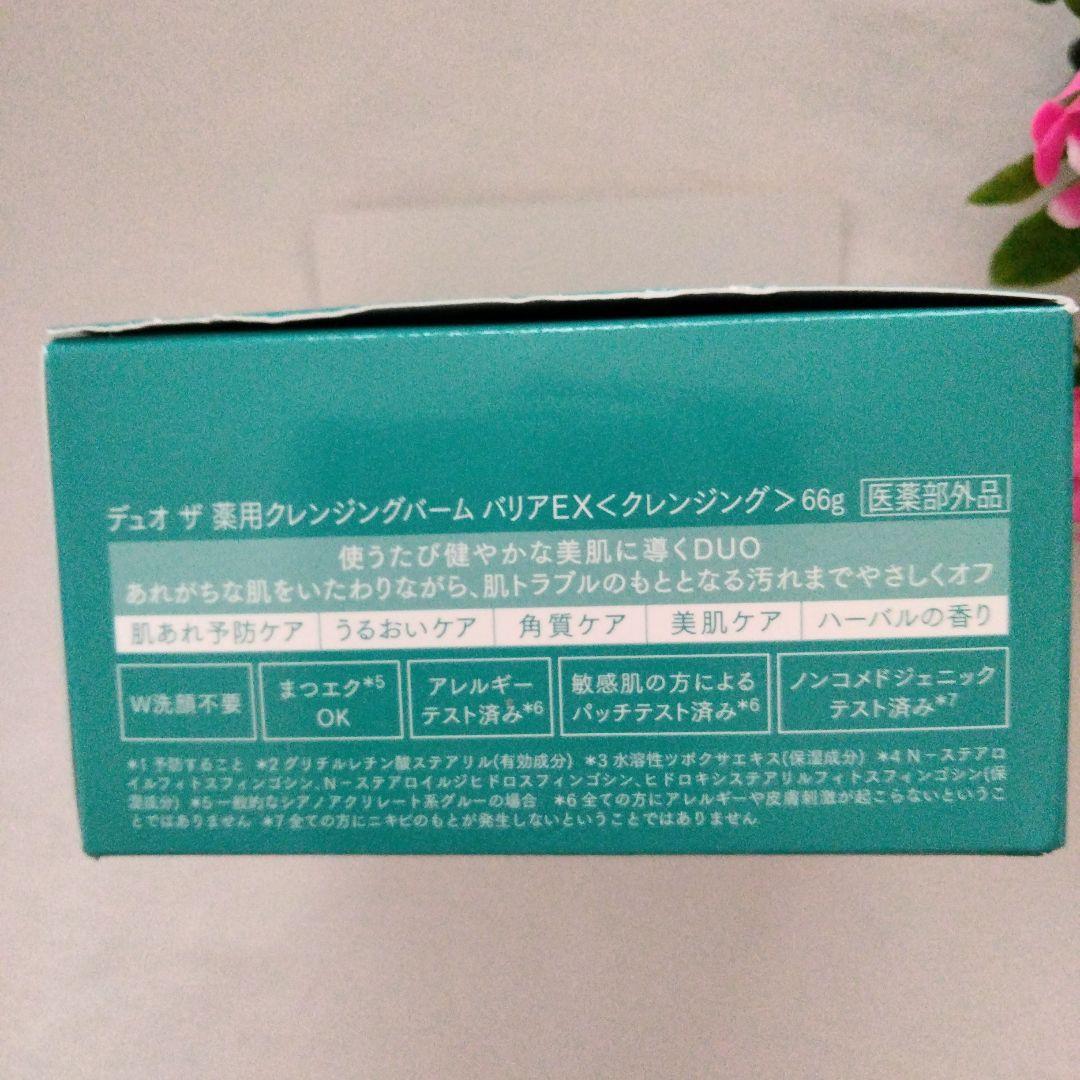 デュオ ザ 薬用クレンジングバーム バリアEX＜クレンジング＞66g 医薬部外品
使うたび健やかな美肌に導くDUO
あれがちな肌をいたわりながら、肌トラブルのもととなる汚れまでやさしくオフ
肌あれ予防ケア うるおいケア 角質ケア 美肌ケア ハーバルの香り
W洗顔不要
まつエク*5
OK
アレルギー
テスト済み*6
敏感肌の方による
パッチテスト済み*6
ノンコメドジェニック
テスト済み*7
*1 予防すること *2 グリチルレチン酸ステアリル(有効成分) *3 水溶性ツボクサエキス(保湿成分) *4 N－ステアロ
イルフィトスフィンゴシン、N－ステアロイルジヒドロスフィンゴシン、ヒドロキシステアリルフィトスフィンゴシン(保
湿成分) *5 一般的なシアノアクリレート系グルーの場合 *6 全ての方にアレルギーや皮膚刺激が起こらないというこ
とではありません *7 全ての方にニキビのもとが発生しないということではありません